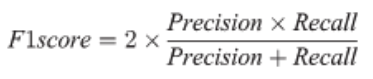 F1score = 2 × Precision × Recall / Precision + Recall